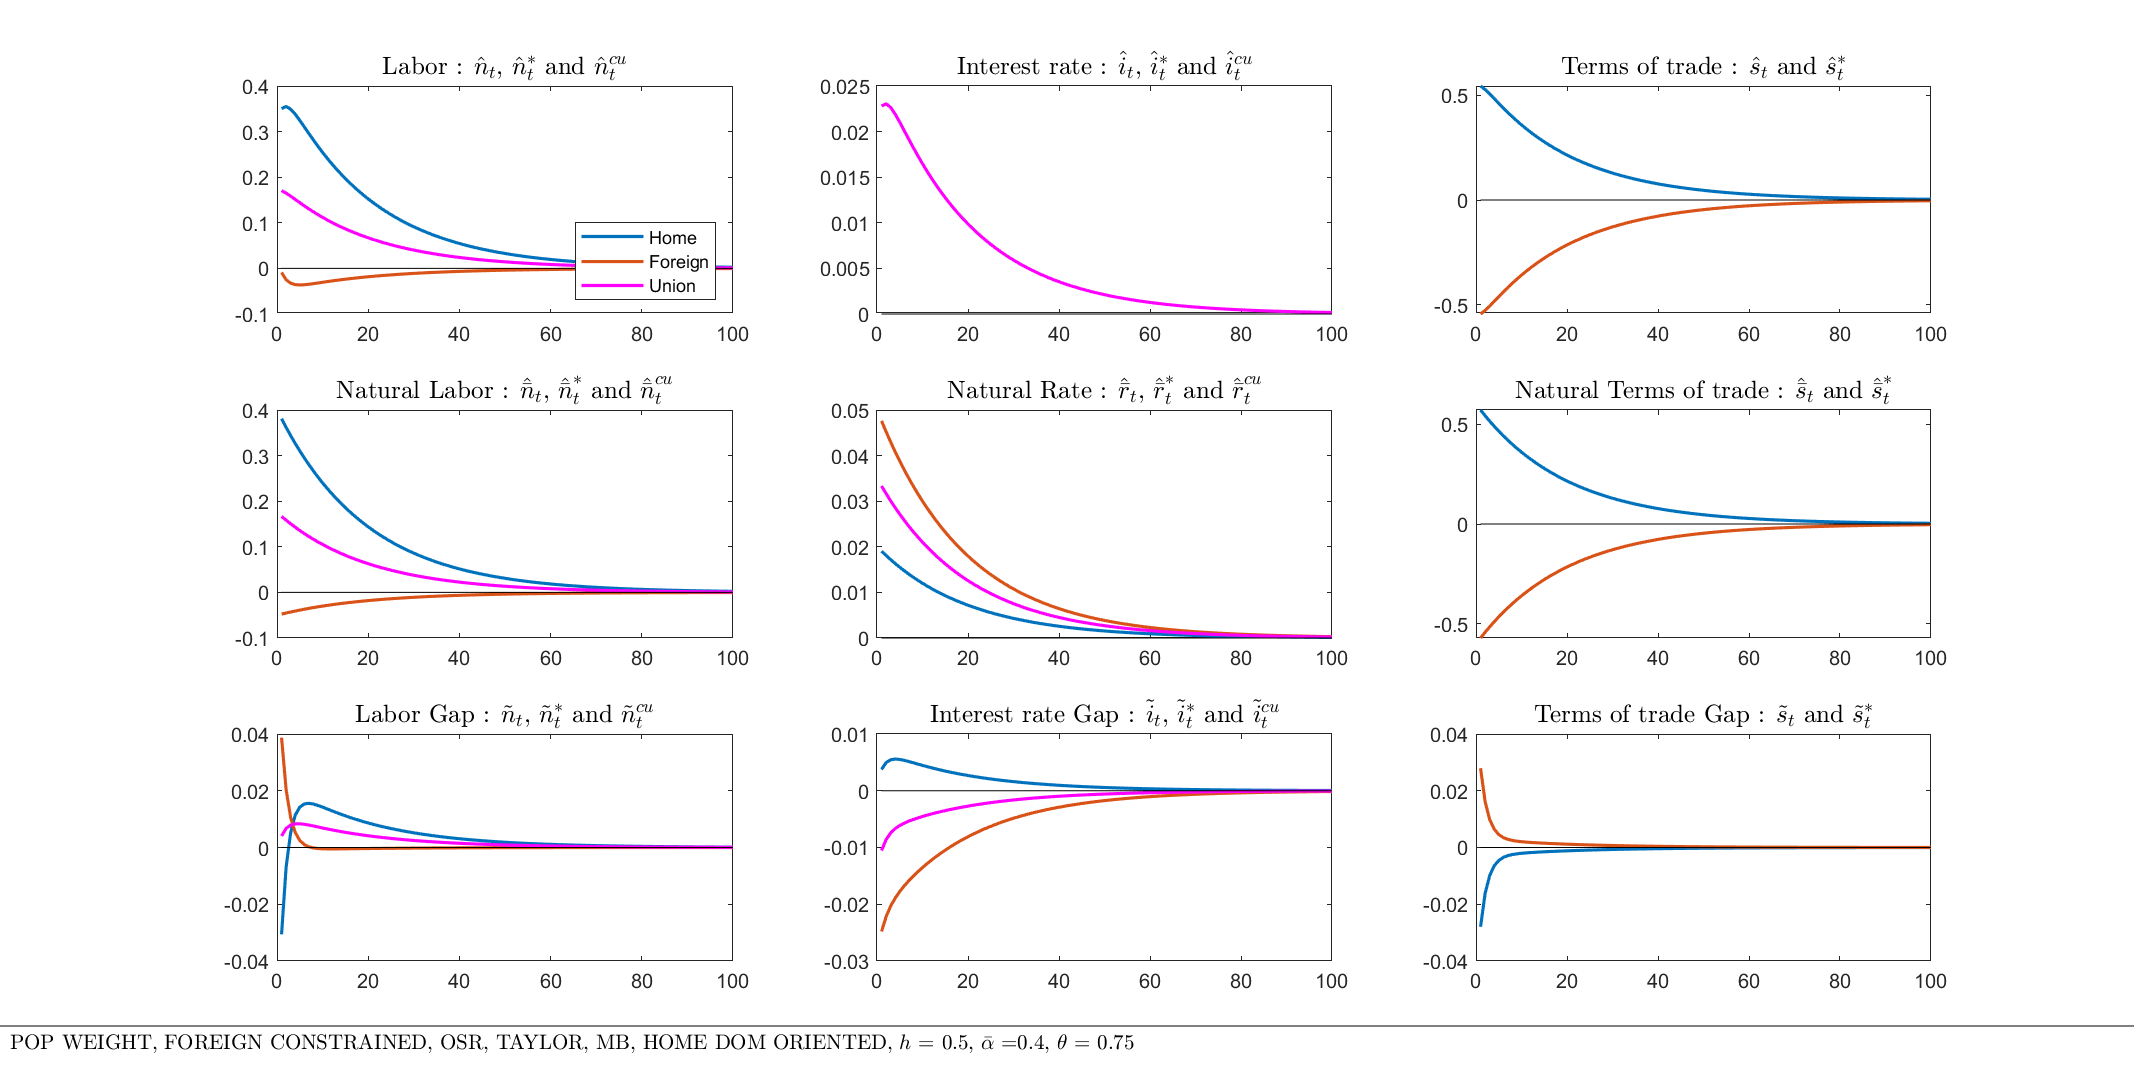 Labor : n̂ₜ, n̂ₜ* and n̂ₜᶜᵘ
0.4
0.3
0.2
0.1
0
-0.1
0 20 40 60 80 100
Home
Foreign
Union
Interest rate : îₜ, îₜ* and îₜᶜᵘ
0.025
0.02
0.015
0.01
0.005
0
0 20 40 60 80 100
Terms of trade : ŝₜ and ŝₜ*
0.5
0
-0.5
0 20 40 60 80 100
Natural Labor : n̄̂ₜ, n̄̂ₜ* and n̄̂ₜᶜᵘ
0.4
0.3
0.2
0.1
0
-0.1
0 20 40 60 80 100
Natural Rate : r̄̂ₜ, r̄̂ₜ* and r̄̂ₜᶜᵘ
0.05
0.04
0.03
0.02
0.01
0
0 20 40 60 80 100
Natural Terms of trade : s̄̂ₜ and s̄̂ₜ*
0.5
0
-0.5
0 20 40 60 80 100
Labor Gap : ñₜ, ñₜ* and ñₜᶜᵘ
0.04
0.02
0
-0.02
-0.04
0 20 40 60 80 100
Interest rate Gap : ĩₜ, ĩₜ* and ĩₜᶜᵘ
0.01
0
-0.01
-0.02
-0.03
0 20 40 60 80 100
Terms of trade Gap : s̃ₜ and s̃ₜ*
0.04
0.02
0
-0.02
-0.04
0 20 40 60 80 100
POP WEIGHT, FOREIGN CONSTRAINED, OSR, TAYLOR, MB, HOME DOM ORIENTED, h = 0.5, ᾱ =0.4, θ = 0.75